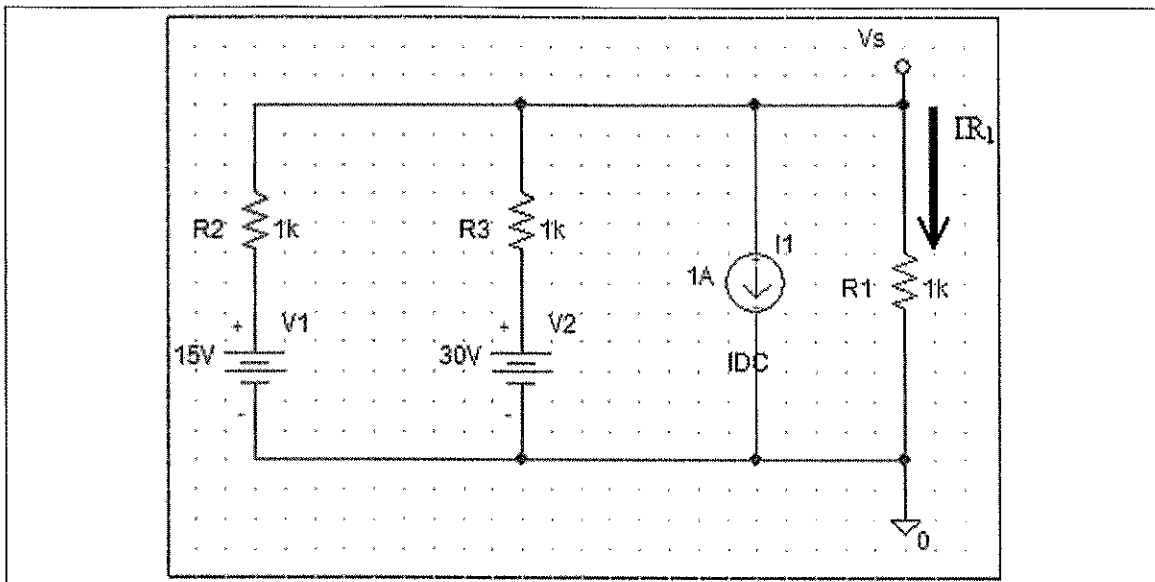 Vs
IR1
R2 1k
R3 1k
I1
1A
R1 1k
V1
V2
+
+
15V
30V
IDC
-
-
0